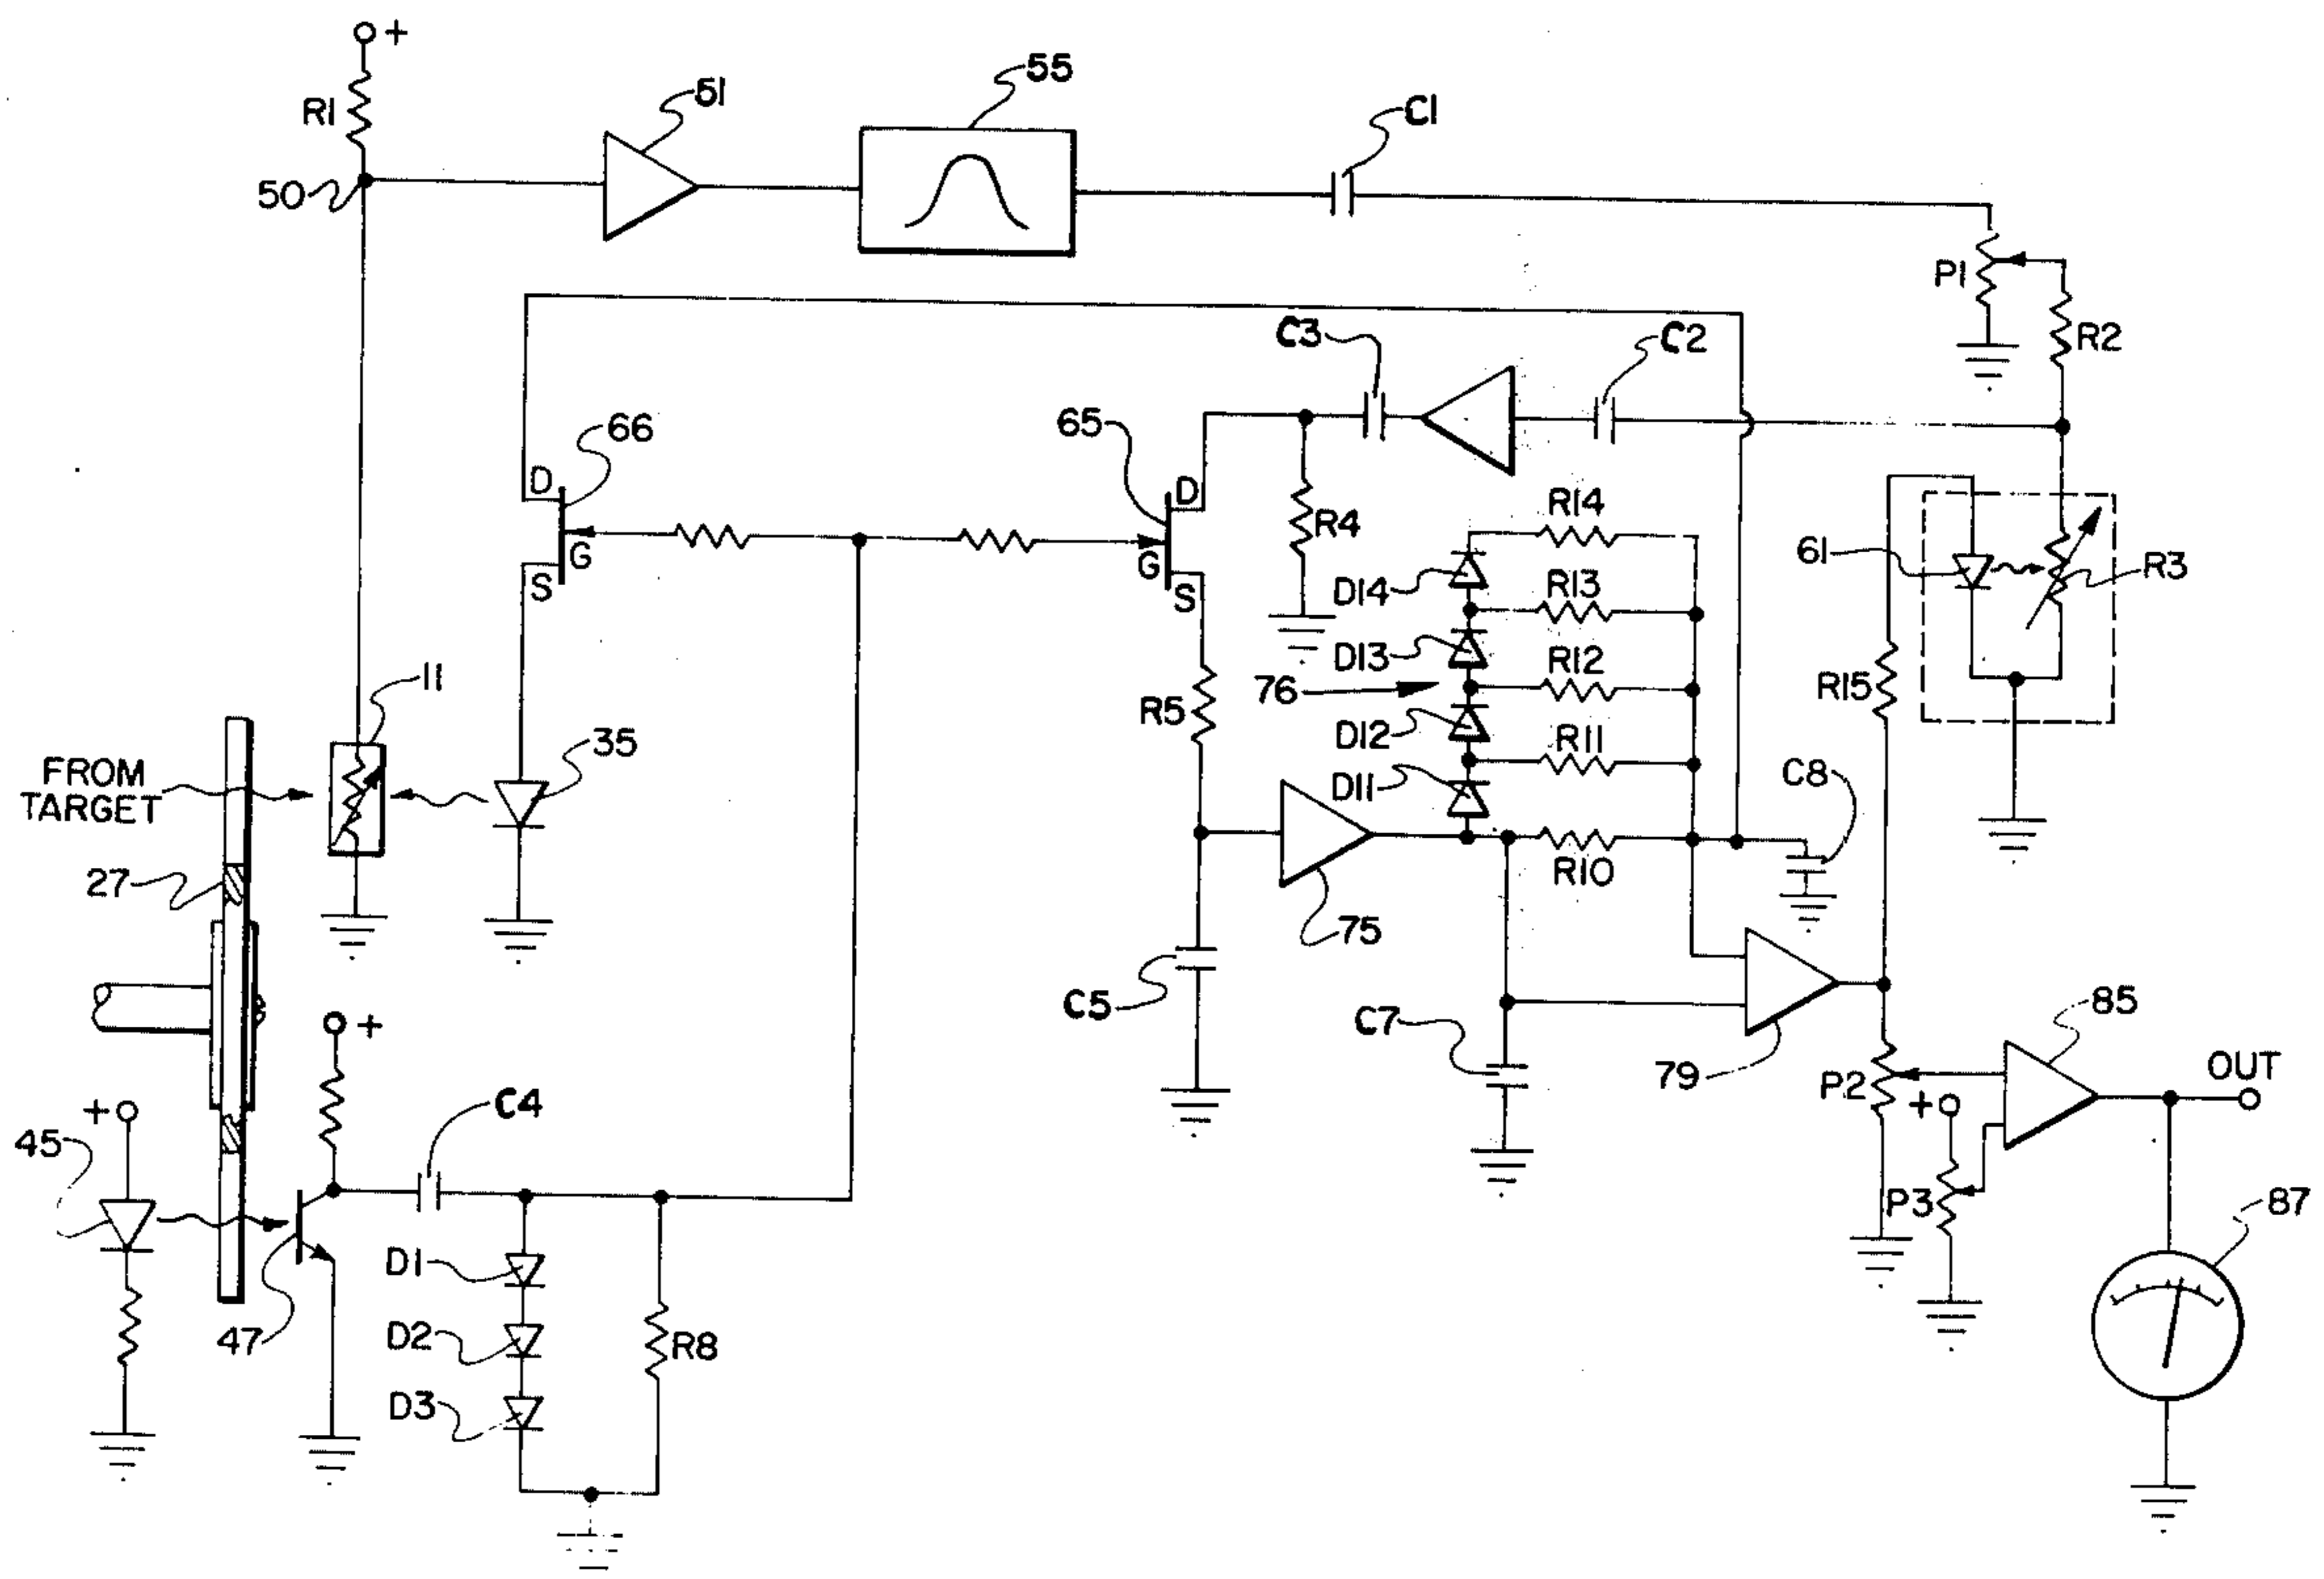 +
R1
50
51
55
C1
P1
R2
C3
C2
66
65
D
G
S
D
G
S
R4
R14
R13
R12
R11
R10
D14
D13
D12
D11
76
61
R3
R15
11
35
FROM
TARGET
27
R5
75
C5
C7
C8
79
85
OUT
P2
+
P3
87
+
+
45
47
C4
D1
D2
D3
R8